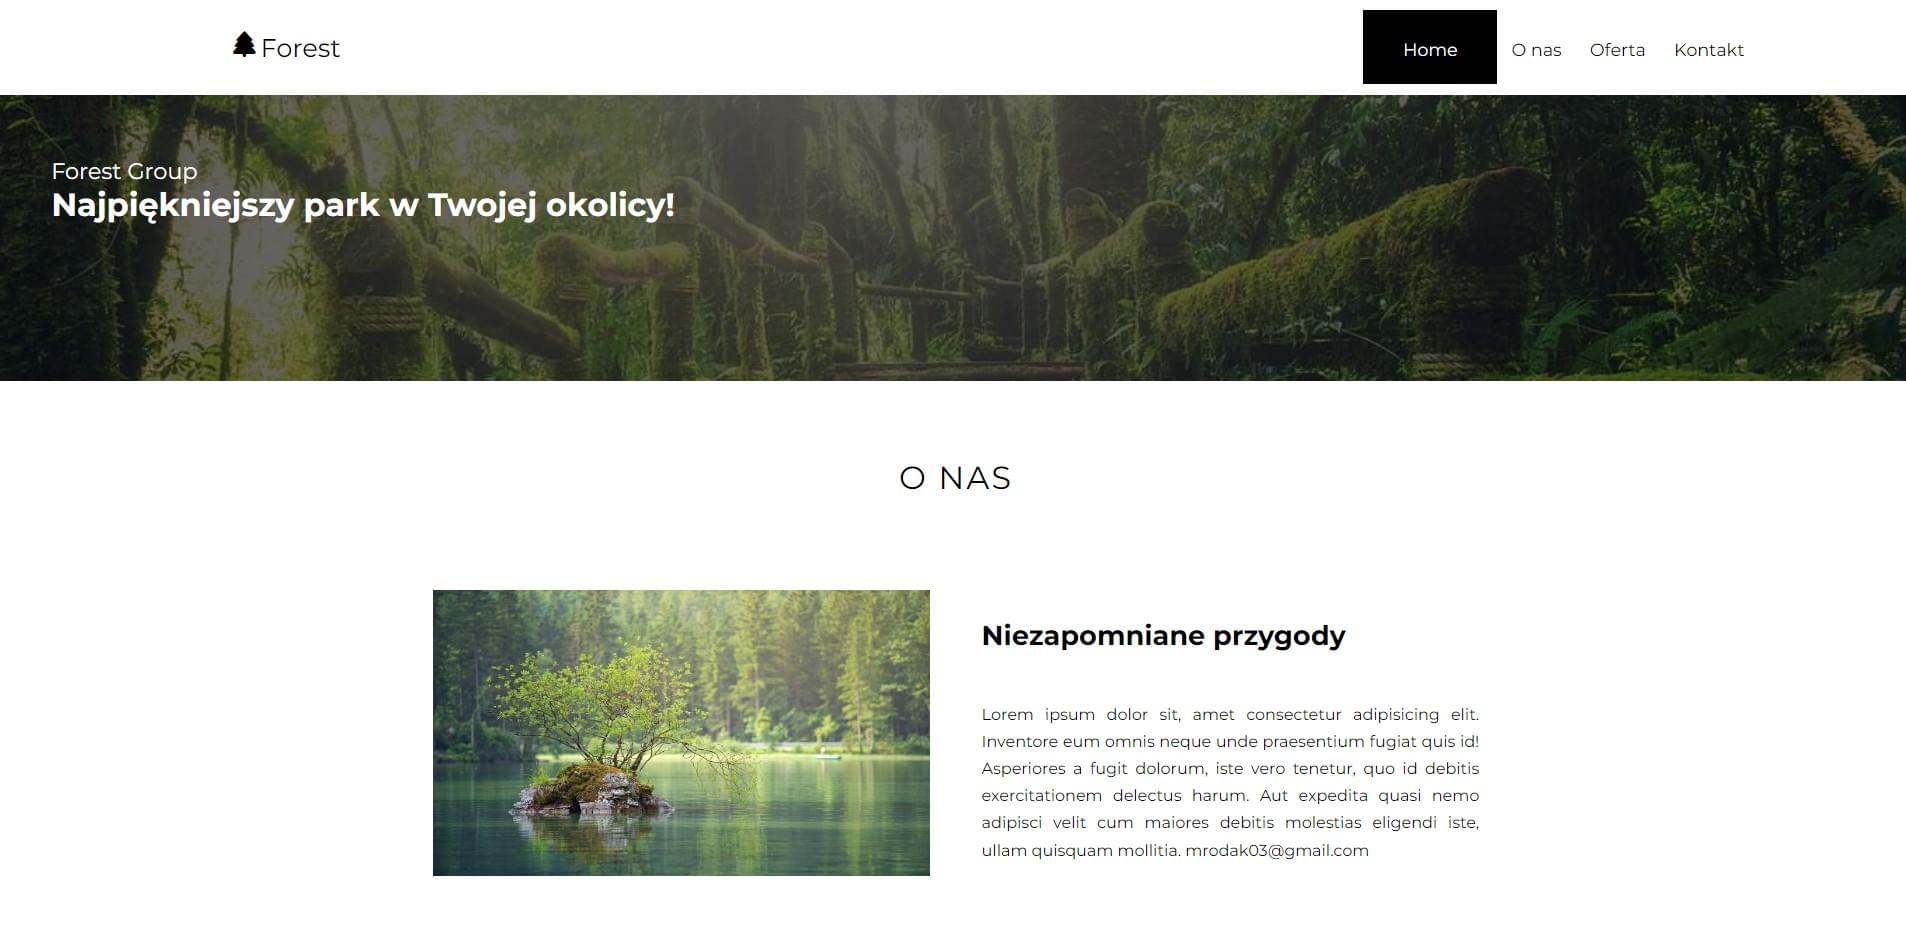 Forest
Home O nas Oferta Kontakt
Forest Group
Najpiękniejszy park w Twojej okolicy!
O NAS
Niezapomniane przygody
Lorem ipsum dolor sit, amet consectetur adipisicing elit.
Inventore eum omnis neque unde praesentium fugiat quis id!
Asperiores a fugit dolorum, iste vero tenetur, quo id debitis
exercitationem delectus harum. Aut expedita quasi nemo
adipisci velit cum maiores debitis molestias eligendi iste,
ullam quisquam mollitia. mrodak03@gmail.com